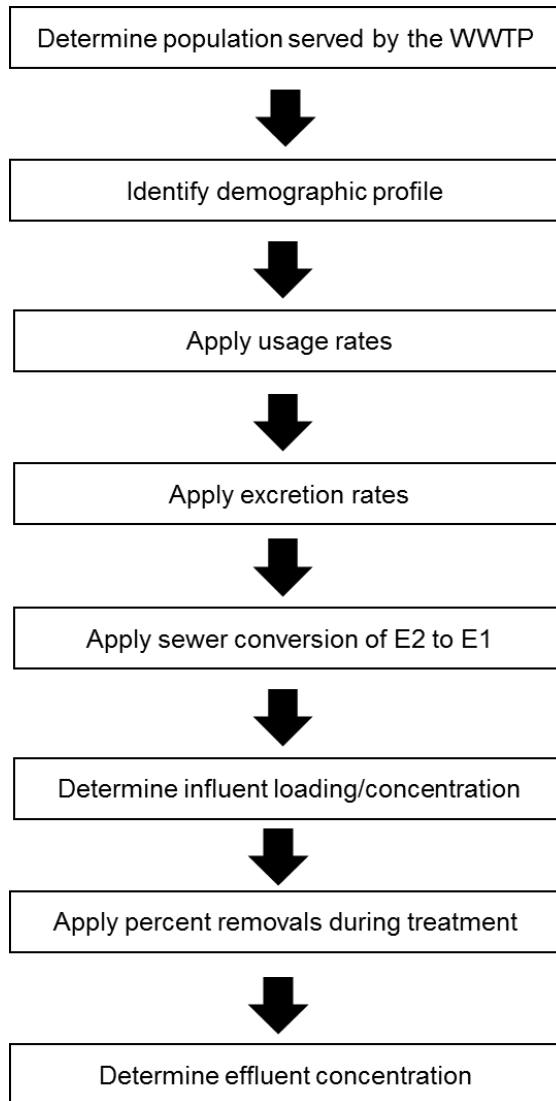 Determine population served by the WWTP
Identify demographic profile
Apply usage rates
Apply excretion rates
Apply sewer conversion of E2 to E1
Determine influent loading/concentration
Apply percent removals during treatment
Determine effluent concentration